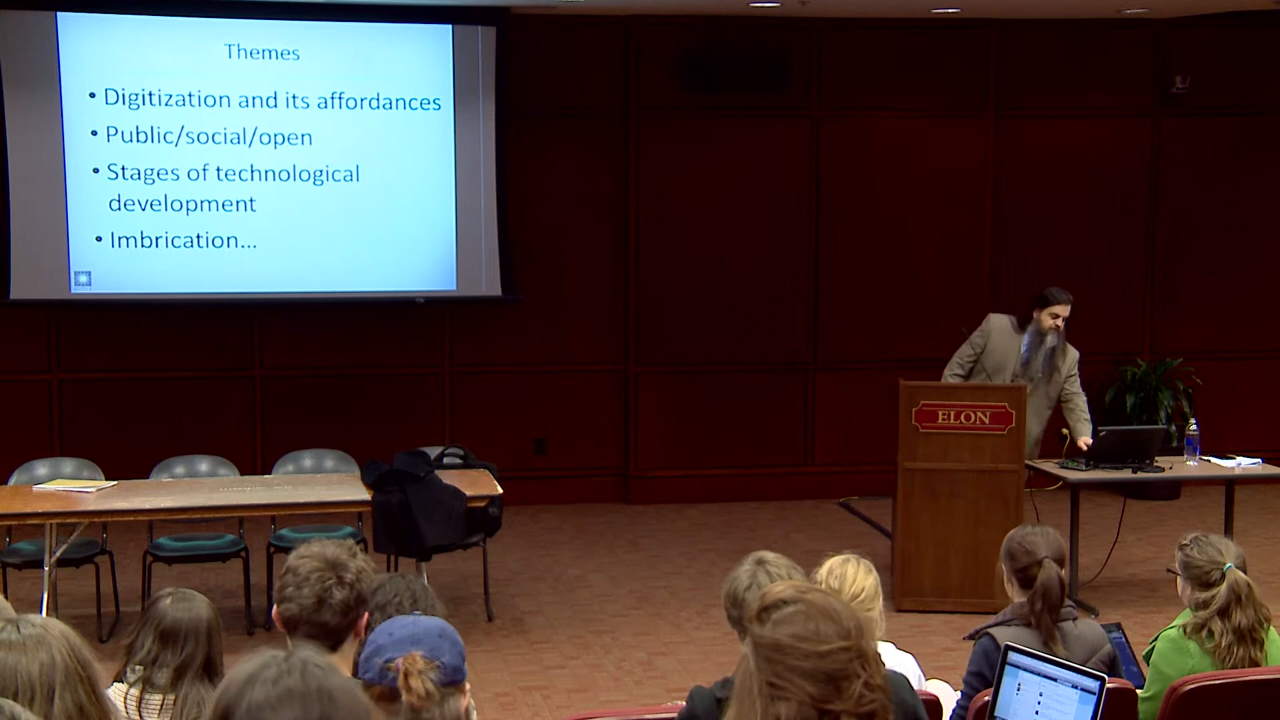 Themes
• Digitization and its affordances
• Public/social/open
• Stages of technological
development
• Imbrication...
ELON